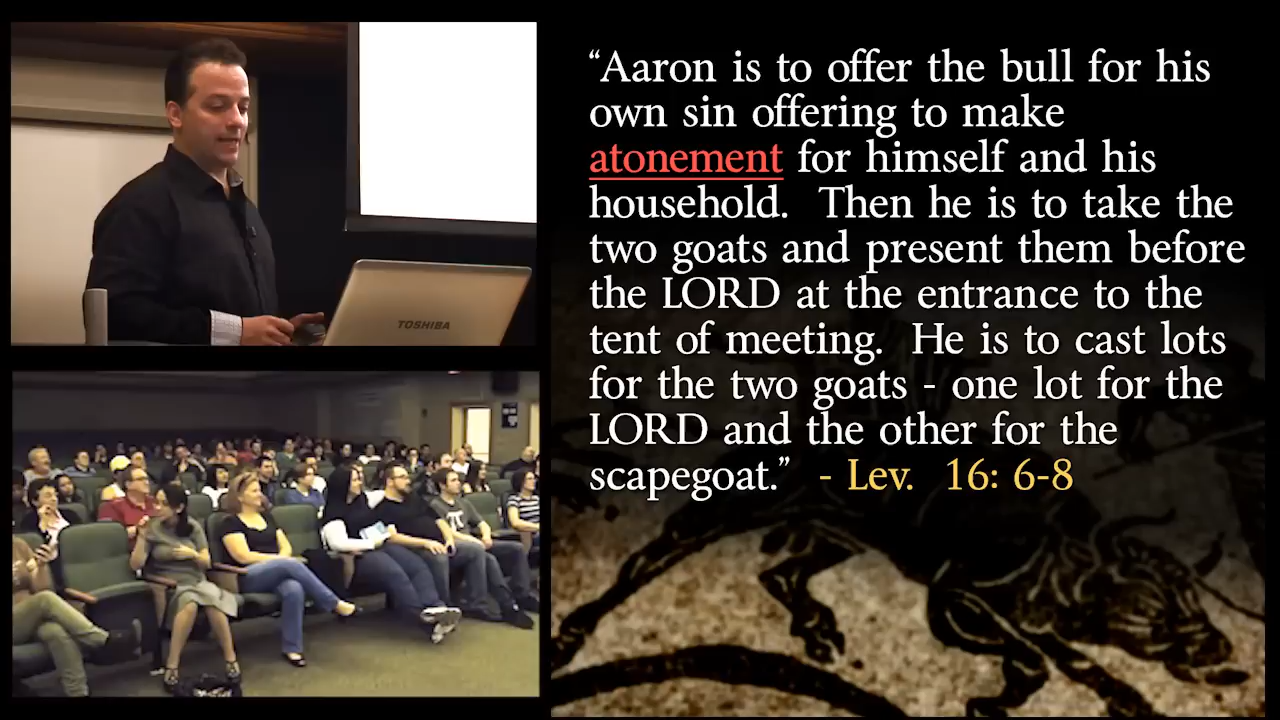 “Aaron is to offer the bull for his
own sin offering to make
atonement for himself and his
household.  Then he is to take the
two goats and present them before
the LORD at the entrance to the
tent of meeting.  He is to cast lots
for the two goats - one lot for the
LORD and the other for the
scapegoat.”  - Lev.  16: 6-8
TOSHIBA